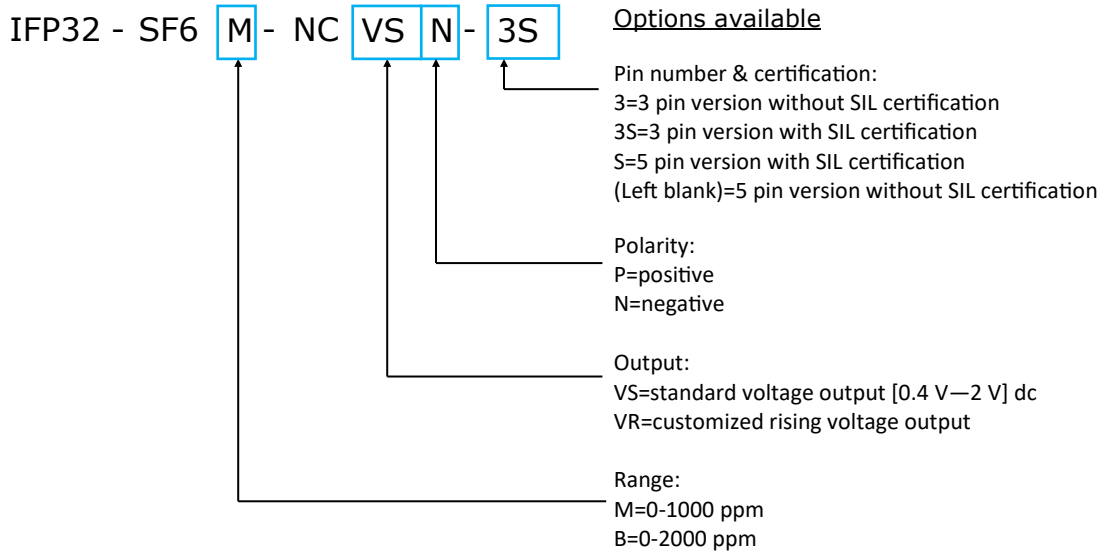 IFP32 - SF6 M - NC VS N - 3S
Options available
Pin number & certification:
3=3 pin version without SIL certification
3S=3 pin version with SIL certification
S=5 pin version with SIL certification
(Left blank)=5 pin version without SIL certification
Polarity:
P=positive
N=negative
Output:
VS=standard voltage output [0.4 V—2 V] dc
VR=customized rising voltage output
Range:
M=0-1000 ppm
B=0-2000 ppm